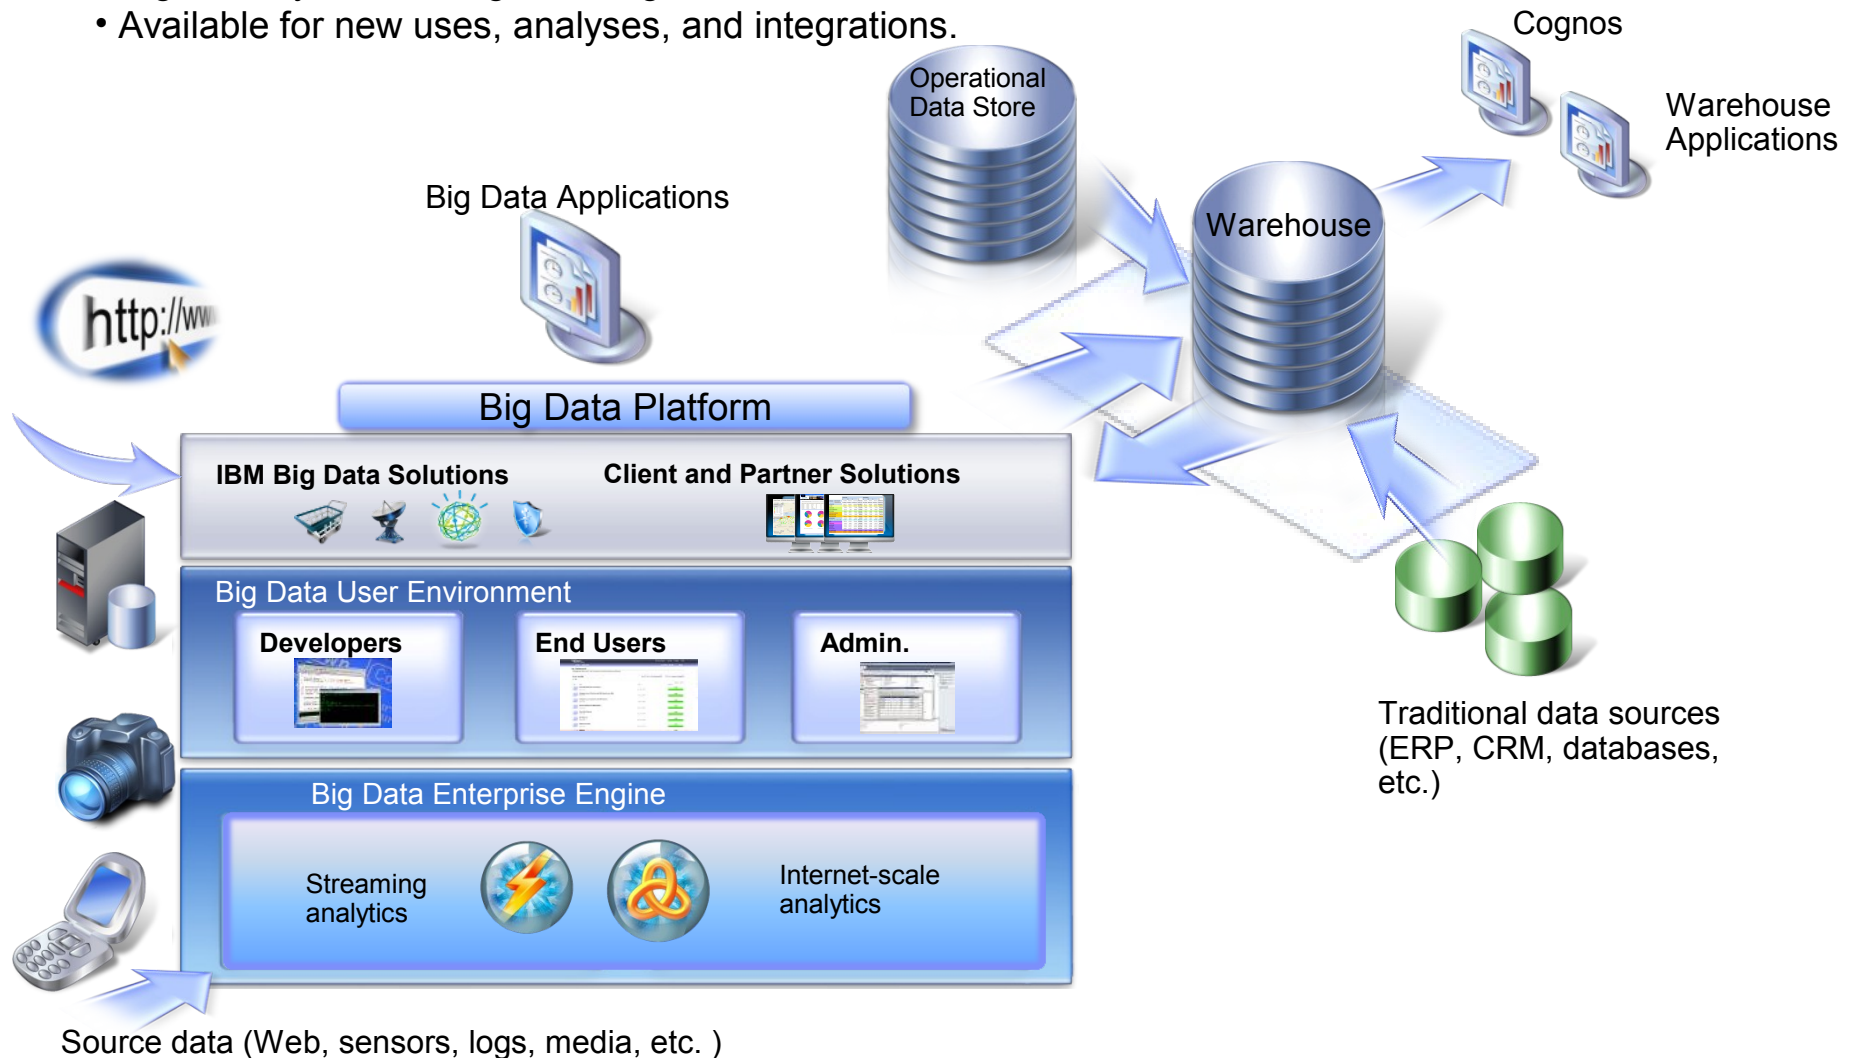 • Available for new uses, analyses, and integrations.
Cognos
Operational
Data Store
Warehouse
Applications
Big Data Applications
Warehouse
http://www
Big Data Platform
IBM Big Data Solutions
Client and Partner Solutions
Big Data User Environment
Developers
End Users
Admin.
Traditional data sources
(ERP, CRM, databases,
etc.)
Big Data Enterprise Engine
Streaming
analytics
Internet-scale
analytics
Source data (Web, sensors, logs, media, etc. )